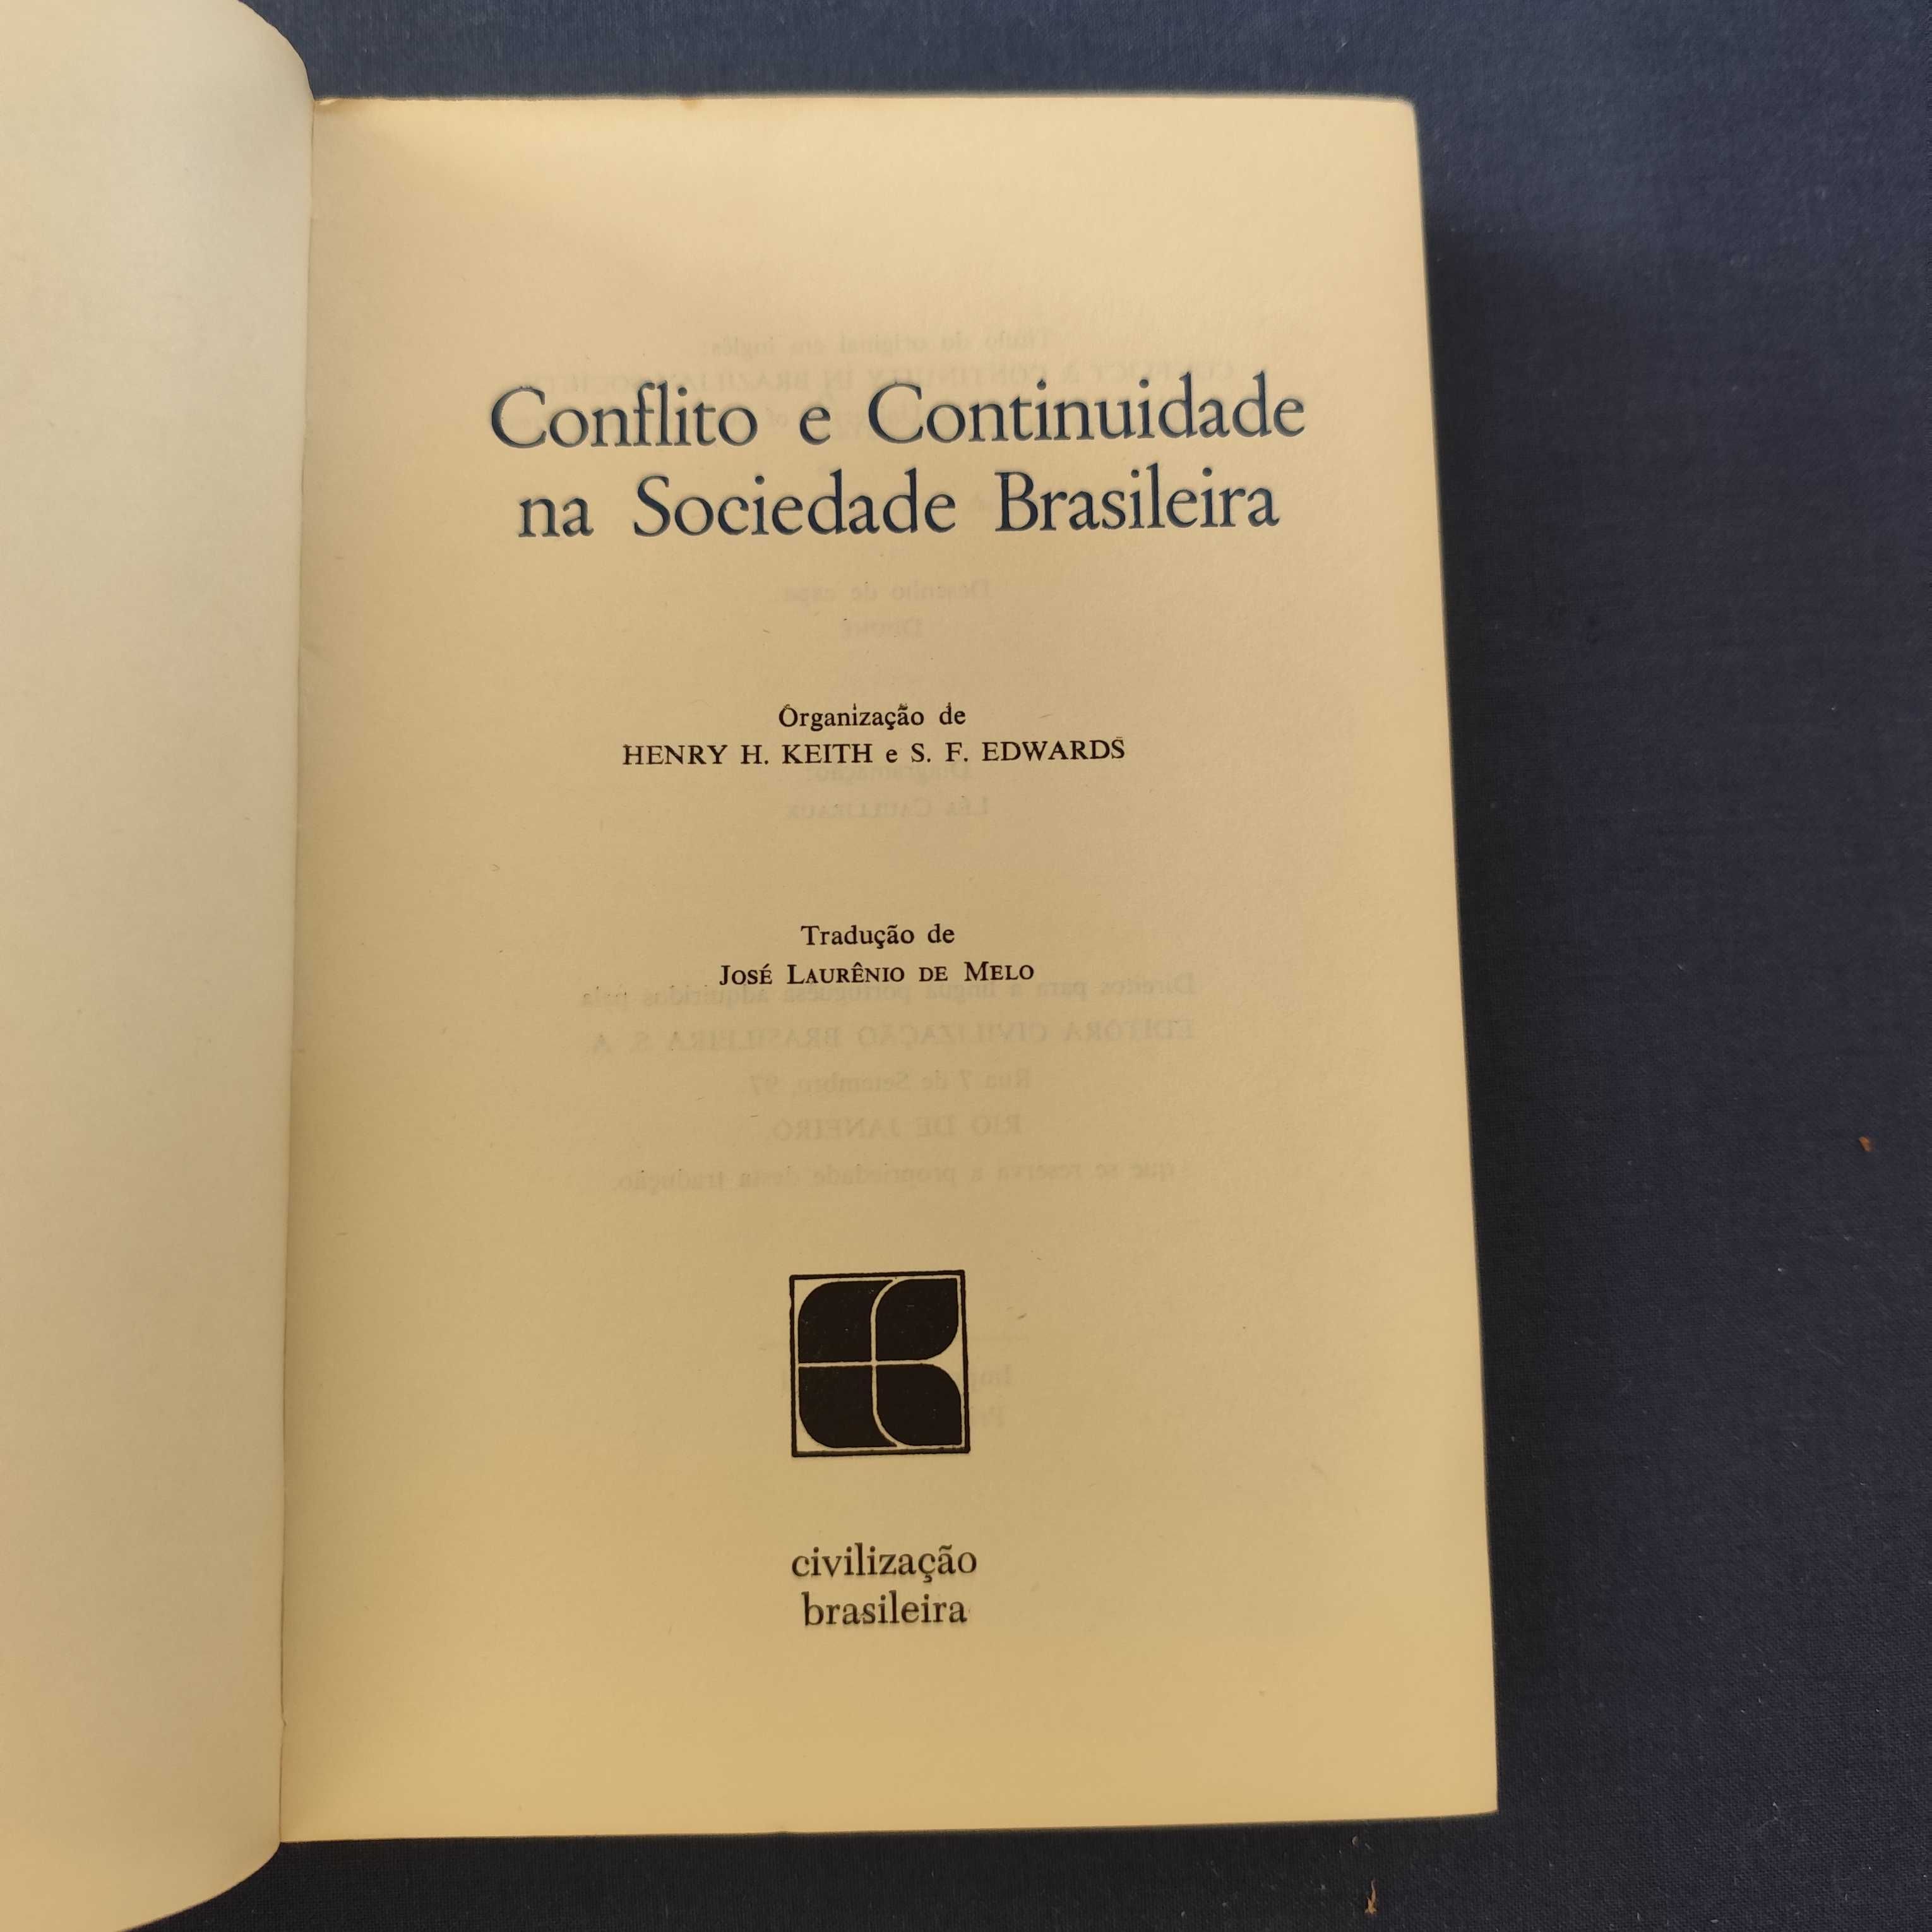 Conflito e Continuidade
na Sociedade Brasileira
Organização de
HENRY H. KEITH e S. F. EDWARDS
Tradução de
JOSÉ LAURÊNIO DE MELO
civilização
brasileira